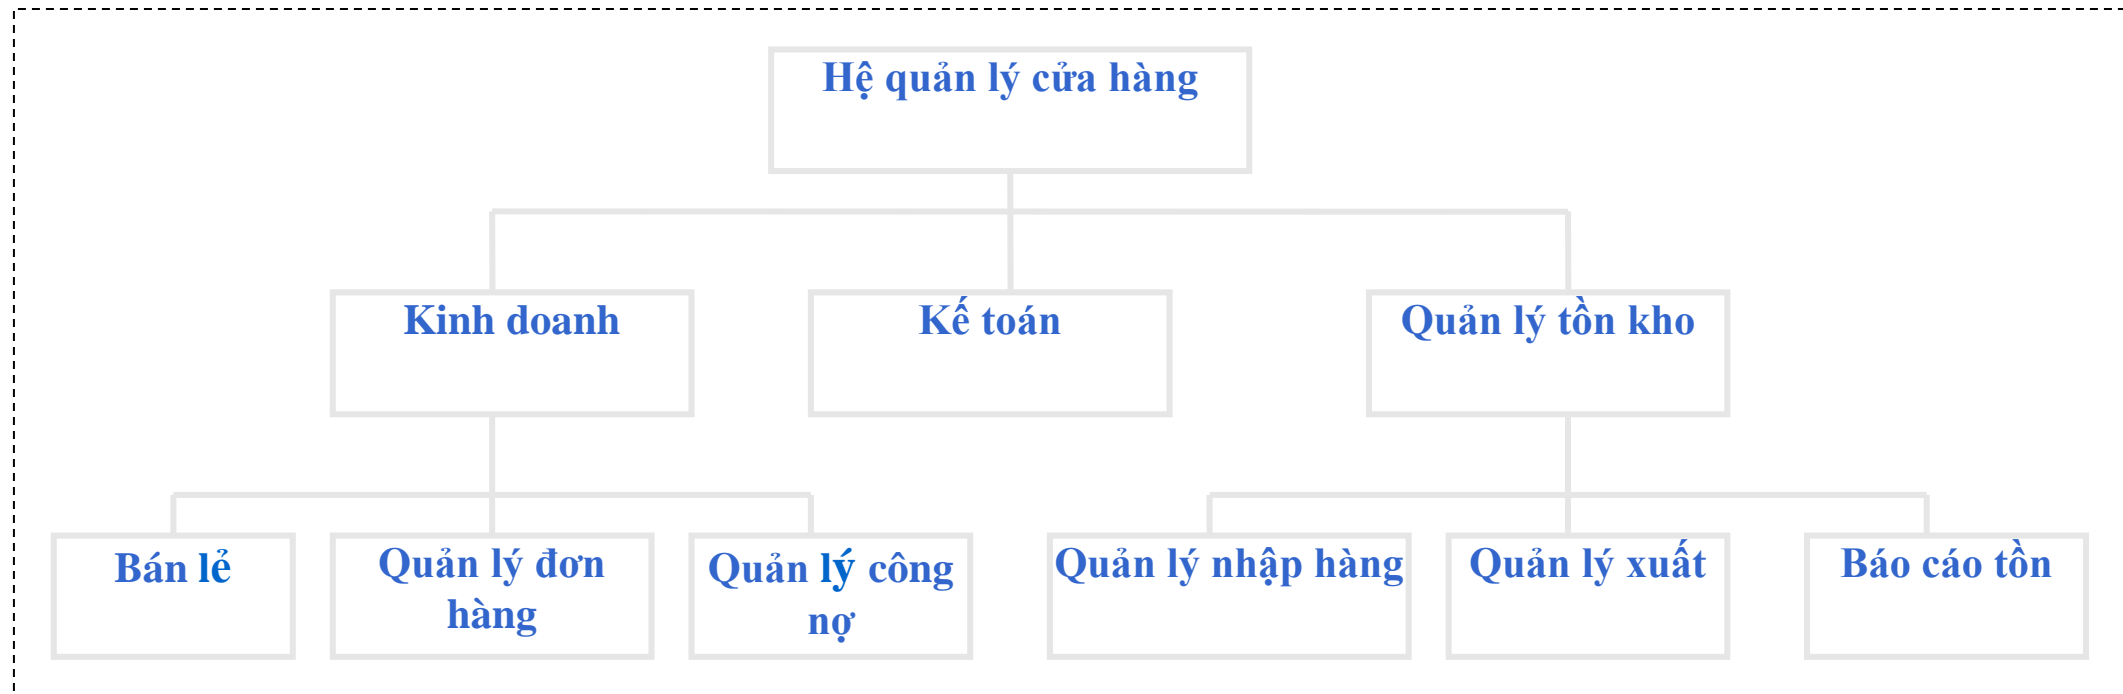 Hệ quản lý cửa hàng
Kinh doanh
Kế toán
Quản lý tồn kho
Bán lẻ
Quản lý đơn
hàng
Quản lý công
nợ
Quản lý nhập hàng
Quản lý xuất
Báo cáo tồn